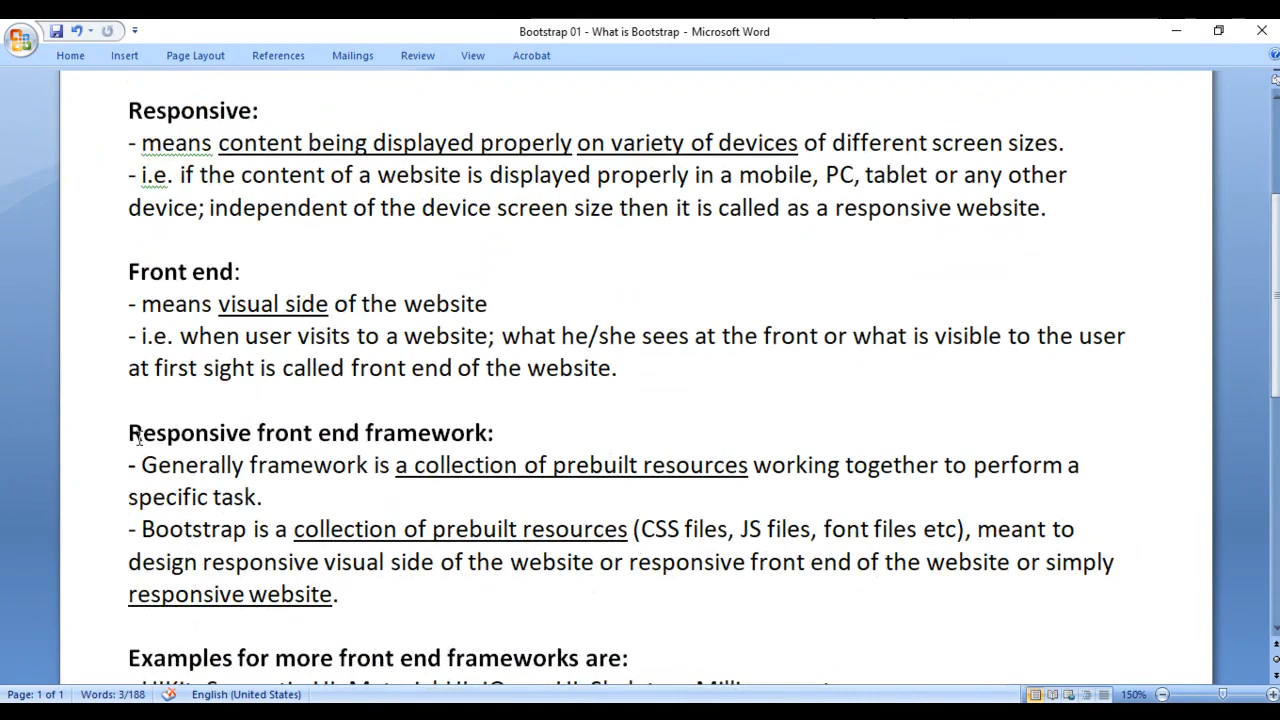 Bootstrap 01 - What is Bootstrap - Microsoft Word
Home Insert Page Layout References Mailings Review View Acrobat
Responsive:
- means content being displayed properly on variety of devices of different screen sizes.
- i.e. if the content of a website is displayed properly in a mobile, PC, tablet or any other
device; independent of the device screen size then it is called as a responsive website.
Front end:
- means visual side of the website
- i.e. when user visits to a website; what he/she sees at the front or what is visible to the user
at first sight is called front end of the website.
Responsive front end framework:
- Generally framework is a collection of prebuilt resources working together to perform a
specific task.
- Bootstrap is a collection of prebuilt resources (CSS files, JS files, font files etc), meant to
design responsive visual side of the website or responsive front end of the website or simply
responsive website.
Examples for more front end frameworks are:
Page: 1 of 1 Words: 3/188 English (United States) 150%